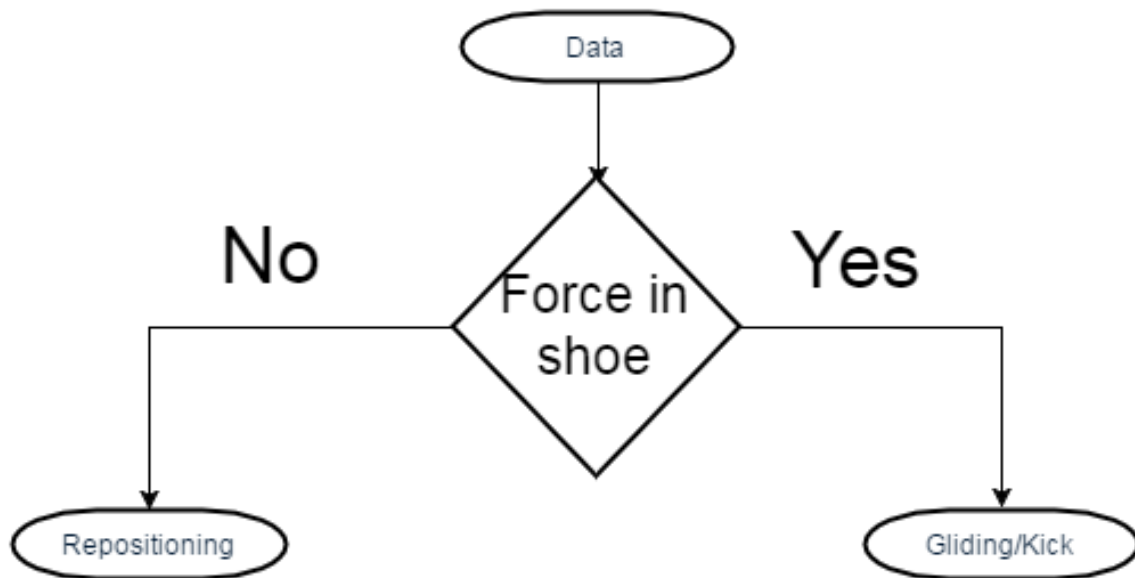 Data
No
Yes
Force in
shoe
Repositioning
Gliding/Kick